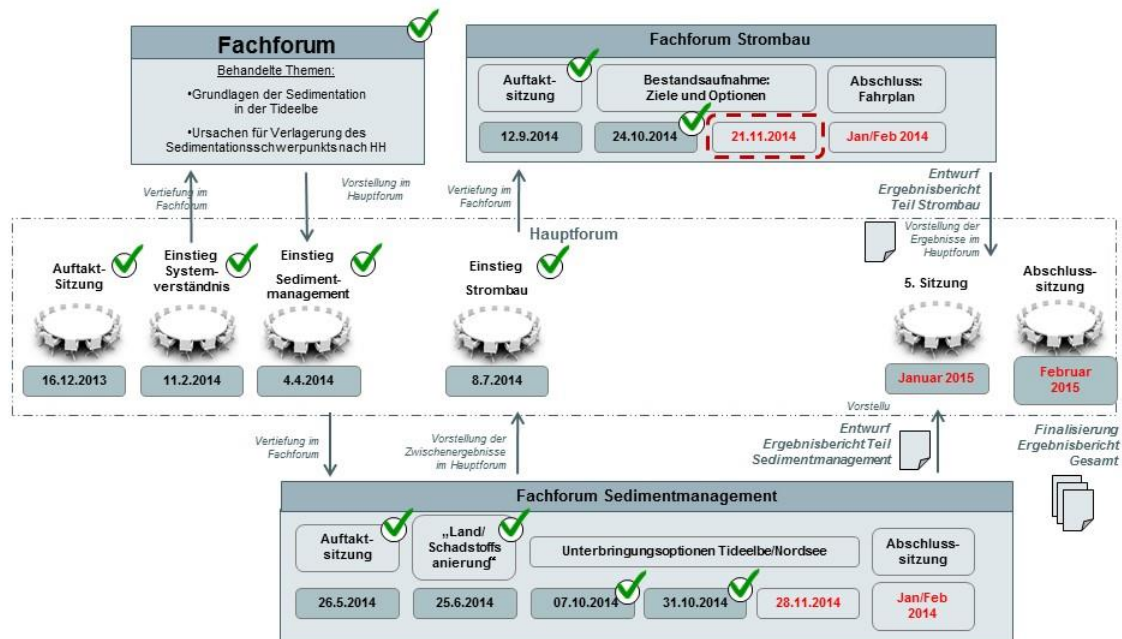 Fachforum
Behandelte Themen:
•Grundlagen der Sedimentation
in der Tideelbe
•Ursachen für Verlagerung des
Sedimentationsschwerpunkts nach HH
Fachforum Strombau
Auftakt-
sitzung
Bestandsaufnahme:
Ziele und Optionen
Abschluss:
Fahrplan
12.9.2014
24.10.2014
21.11.2014
Jan/Feb 2014
Vertiefung im
Fachforum
Vorstellung im
Hauptforum
Vertiefung im
Fachforum
Entwurf
Ergebnisbericht
Teil Strombau
Vorstellung der
Ergebnisse im
Hauptforum
Hauptforum
Auftakt-
Sitzung
Einstieg
System-
verständnis
Einstieg
Sediment-
management
Einstieg
Strombau
5. Sitzung
Abschluss-
sitzung
16.12.2013
11.2.2014
4.4.2014
8.7.2014
Januar 2015
Februar
2015
Vertiefung im
Fachforum
Vorstellung der
Zwischenergebnisse
im Hauptforum
Vorstellu
Entwurf
Ergebnisbericht Teil
Sedimentmanagement
Finalisierung
Ergebnisbericht
Gesamt
Fachforum Sedimentmanagement
Auftakt-
sitzung
„Land/
Schadstoffs
anierung“
Unterbringungsoptionen Tideelbe/Nordsee
Abschluss-
sitzung
26.5.2014
25.6.2014
07.10.2014
31.10.2014
28.11.2014
Jan/Feb
2014